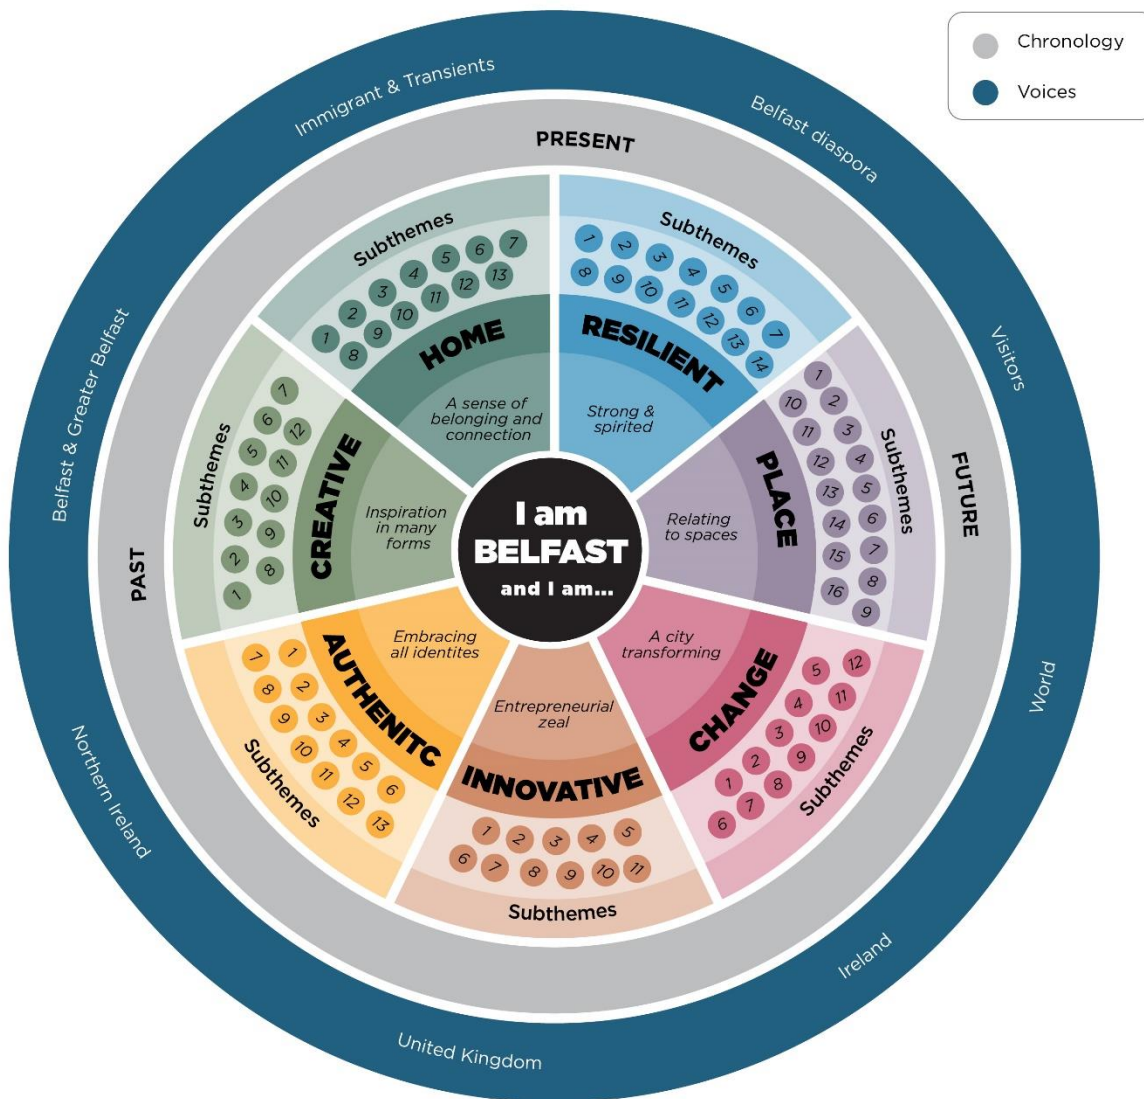 Chronology
Voices
Immigrant & Transients
Belfast diaspora
Visitors
World
Ireland
United Kingdom
Northern Ireland
Belfast & Greater Belfast
PRESENT
FUTURE
PAST
I am
BELFAST
and I am...
Subthemes
1 2 3 4 5 6 7
8 9 10 11 12 13
HOME
A sense of
belonging and
connection
Subthemes
1 2 3 4 5 6 7
8 9 10 11 12 13 14
RESILIENT
Strong &
spirited
Subthemes
1 2 3 4 5 6 7 8 9
10 11 12 13 14 15 16
PLACE
Relating
to spaces
Subthemes
1 2 3 4 5
6 7 8 9 10 11 12
CHANGE
A city
transforming
Entrepreneurial
zeal
INNOVATIVE
1 2 3 4 5
6 7 8 9 10 11
Subthemes
Embracing
all identites
AUTHENITC
1 2 3 4 5 6
7 8 9 10 11 12 13
Subthemes
Subthemes
1 2 3 4 5 6 7
8 9 10 11 12
CREATIVE
Inspiration
in many
forms